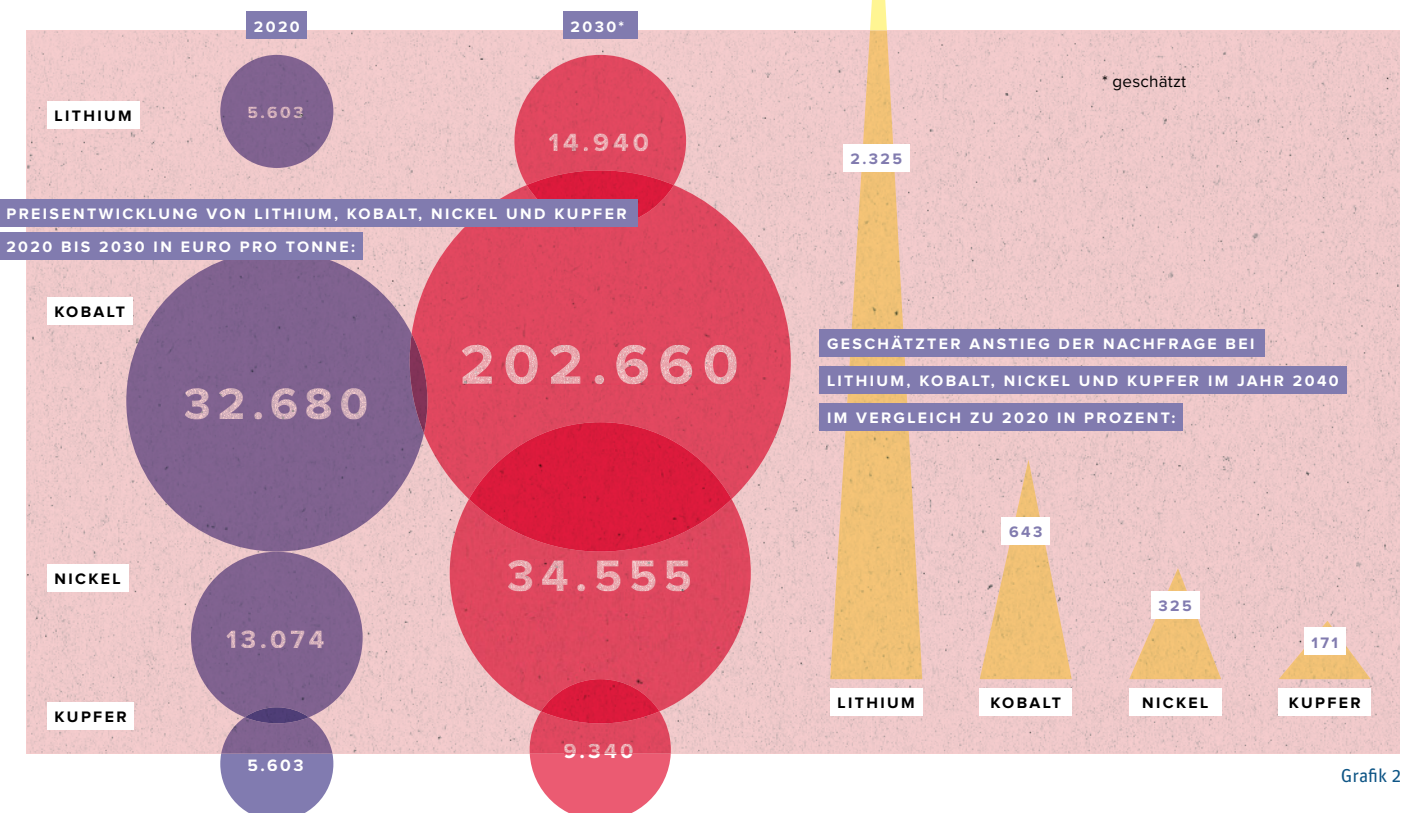 2020
2030*
* geschätzt
LITHIUM
5.603
14.940
2.325
PREISENTWICKLUNG VON LITHIUM, KOBALT, NICKEL UND KUPFER
2020 BIS 2030 IN EURO PRO TONNE:
KOBALT
32.680
202.660
GESCHÄTZTER ANSTIEG DER NACHFRAGE BEI
LITHIUM, KOBALT, NICKEL UND KUPFER IM JAHR 2040
IM VERGLEICH ZU 2020 IN PROZENT:
643
NICKEL
13.074
34.555
325
171
KUPFER
5.603
9.340
LITHIUM
KOBALT
NICKEL
KUPFER
Grafik 2